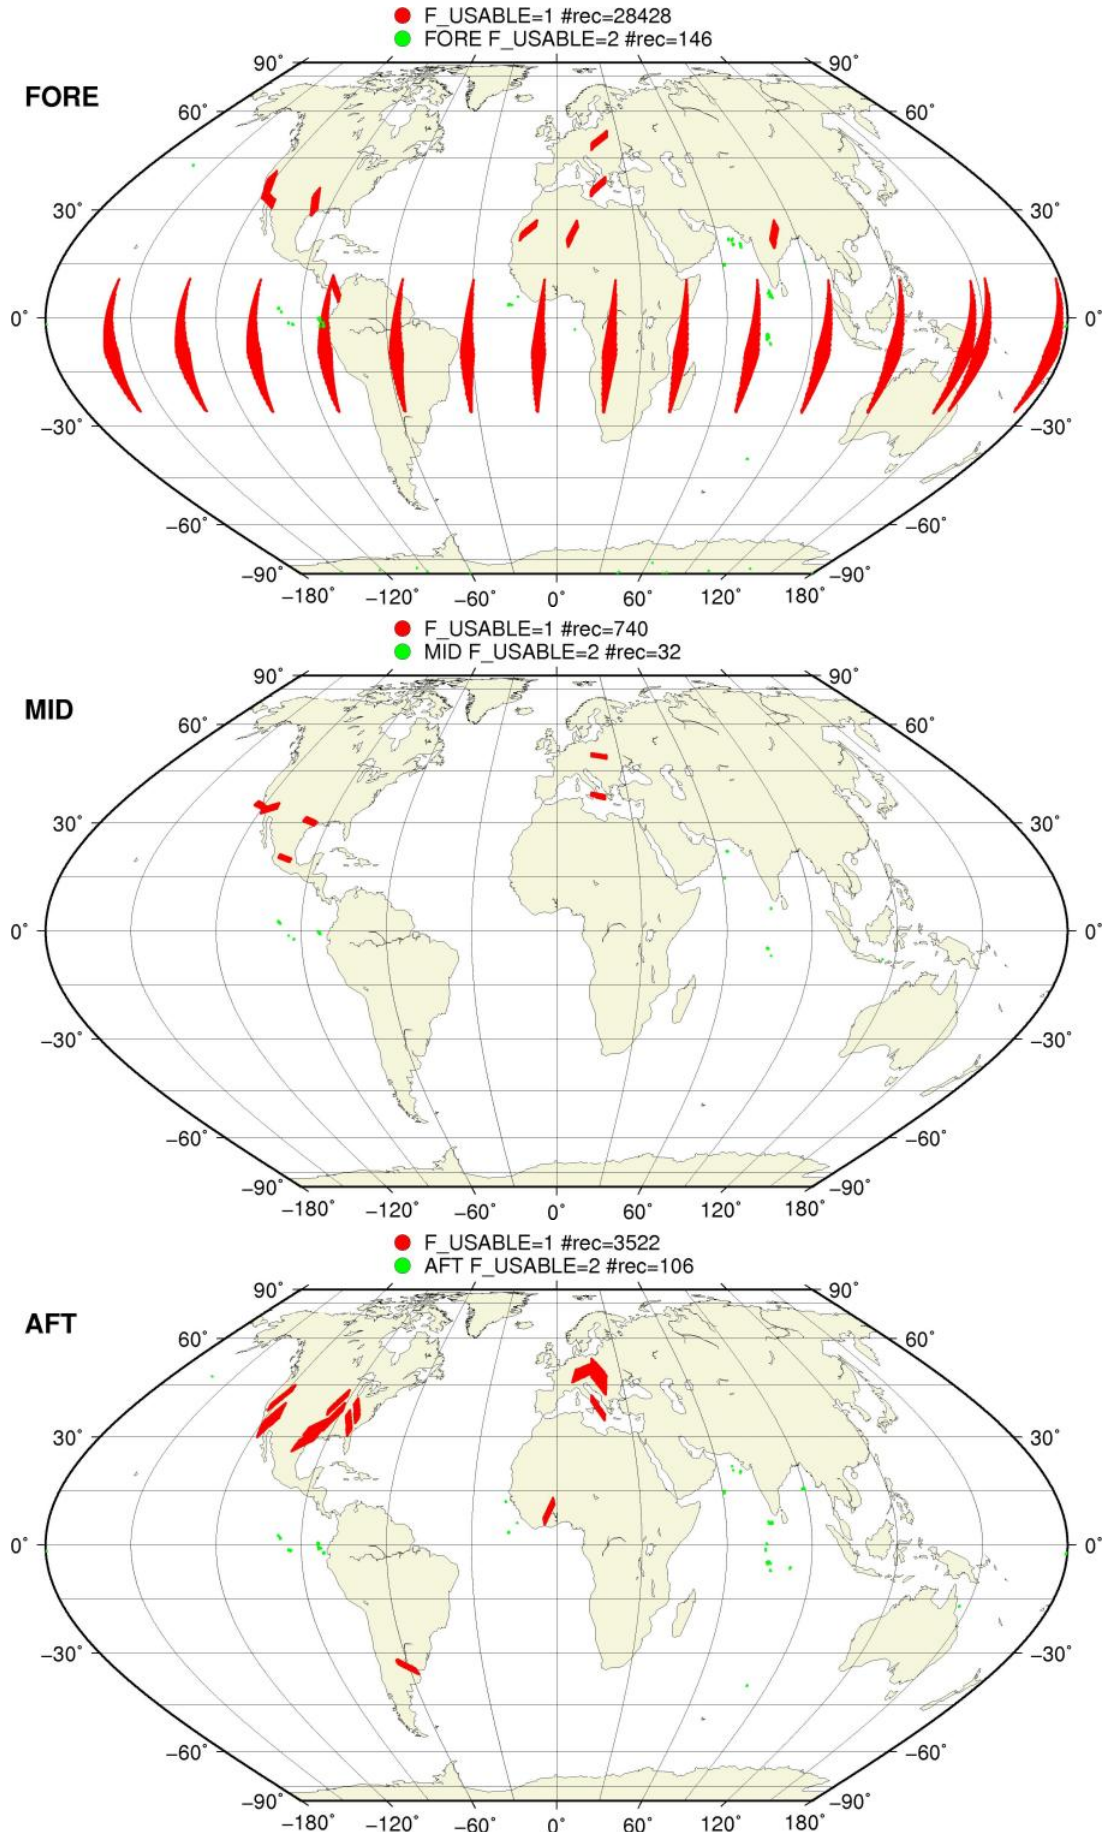 F_USABLE=1 #rec=28428
FORE F_USABLE=2 #rec=146
FORE
90° 90°
60° 60°
30° 30°
0° 0°
−30° −30°
−60° −60°
−90° −90°
−180° −120° −60° 0° 60° 120° 180°
F_USABLE=1 #rec=740
MID F_USABLE=2 #rec=32
MID
90° 90°
60° 60°
30° 30°
0° 0°
−30° −30°
−60° −60°
−90° −90°
−180° −120° −60° 0° 60° 120° 180°
F_USABLE=1 #rec=3522
AFT F_USABLE=2 #rec=106
AFT
90° 90°
60° 60°
30° 30°
0° 0°
−30° −30°
−60° −60°
−90° −90°
−180° −120° −60° 0° 60° 120° 180°